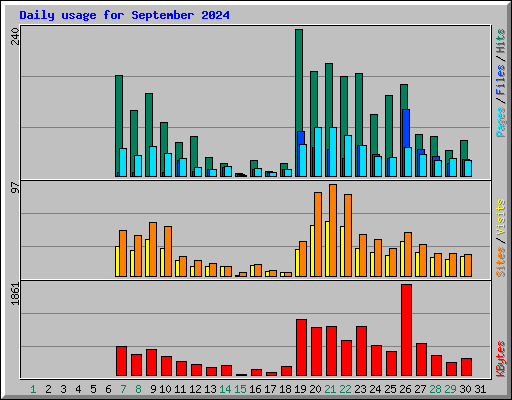 Daily usage for September 2024
240
Pages / Files / Hits
97
Sites / Visits
1861
KBytes
1 2 3 4 5 6 7 8 9 10 11 12 13 14 15 16 17 18 19 20 21 22 23 24 25 26 27 28 29 30 31